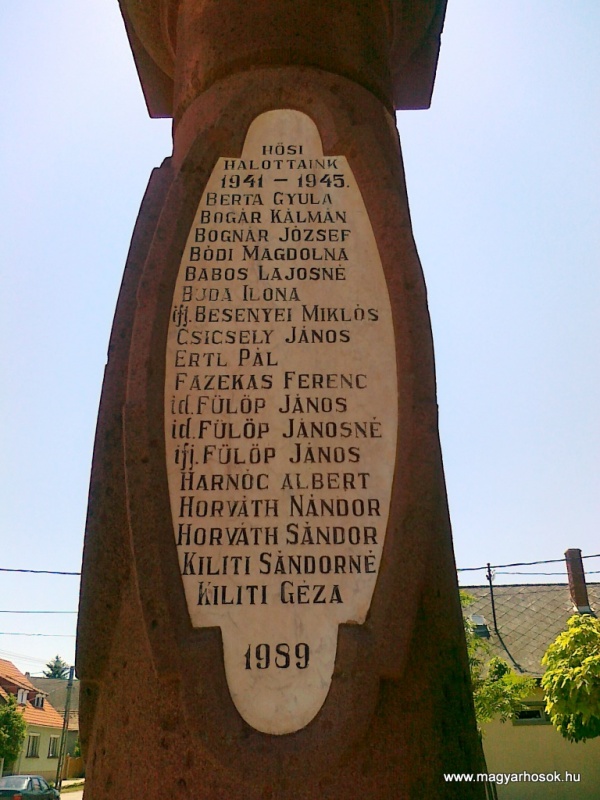 HŐSI
HALOTTAINK
1941 – 1945.
BERTA GYULA
BOGÁR KÁLMÁN
BOGNÁR JÓZSEF
BÓDI MAGDOLNA
BABOS LAJOSNÉ
BUDA ILONA
ifj. BESENYEI MIKLÓS
CSICSELY JÁNOS
ERTL PÁL
FAZEKAS FERENC
id. FÜLÖP JÁNOS
id. FÜLÖP JÁNOSNÉ
ifj. FÜLÖP JÁNOS
HARNÓC ALBERT
HORVÁTH NÁNDOR
HORVÁTH SÁNDOR
KILITI SÁNDORNÉ
KILITI GÉZA
1989
www.magyarhosok.hu